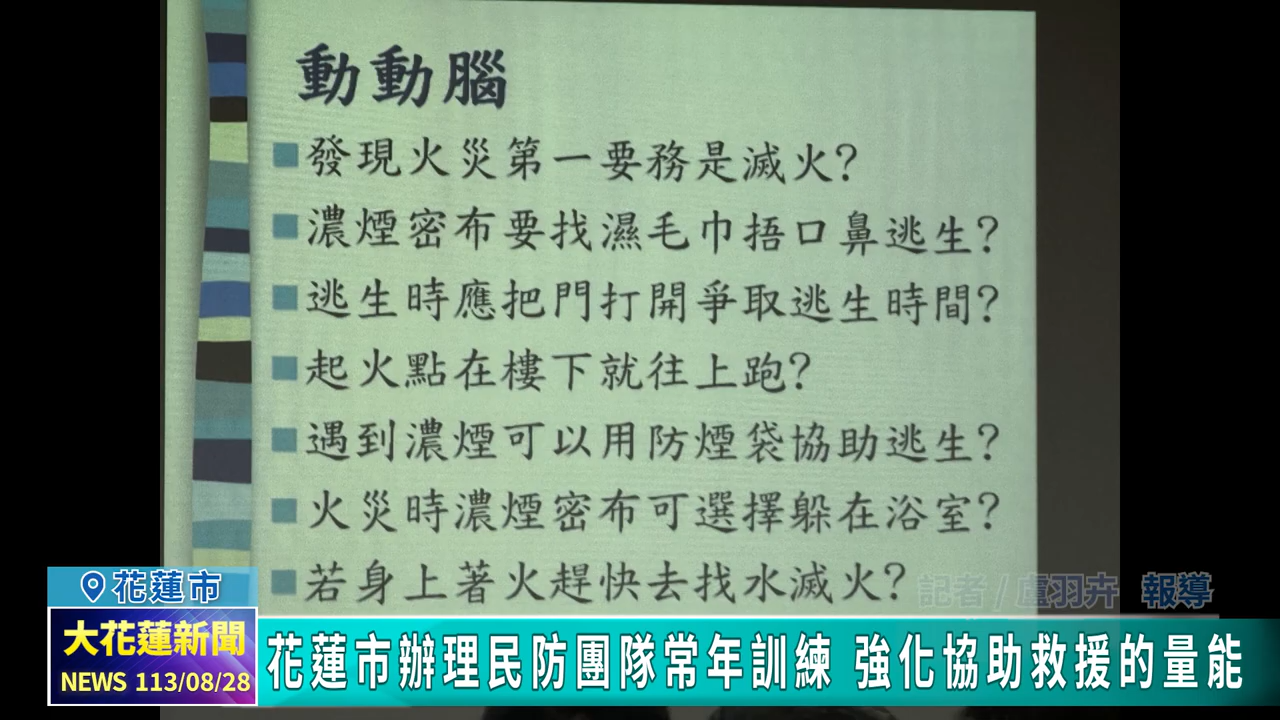 動動腦
發現火災第一要務是滅火?
濃煙密布要找濕毛巾捂口鼻逃生?
逃生時應把門打開爭取逃生時間?
起火點在樓下就往上跑?
遇到濃煙可以用防煙袋協助逃生?
火災時濃煙密布可選擇躲在浴室?
若身上著火趕快去找水滅火?
記者/盧羽卉 報導
花蓮市
大花蓮新聞
NEWS 113/08/28
花蓮市辦理民防團隊常年訓練 強化協助救援的量能